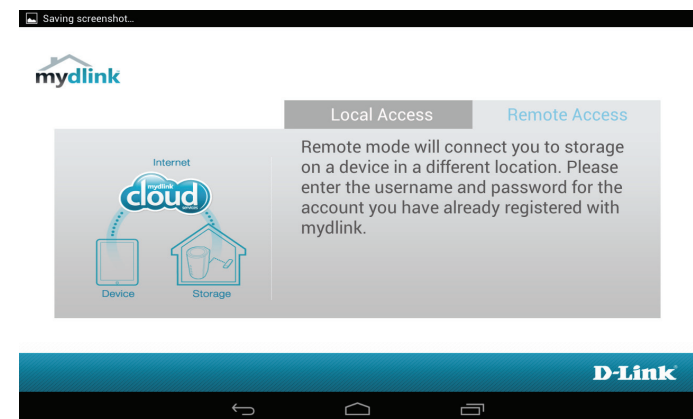 Saving screenshot...
mydlink
Local Access
Remote Access
Remote mode will connect you to storage
on a device in a different location. Please
enter the username and password for the
account you have already registered with
mydlink.
Internet
mydlink
cloud
SERVICES
Device
Storage
D-Link